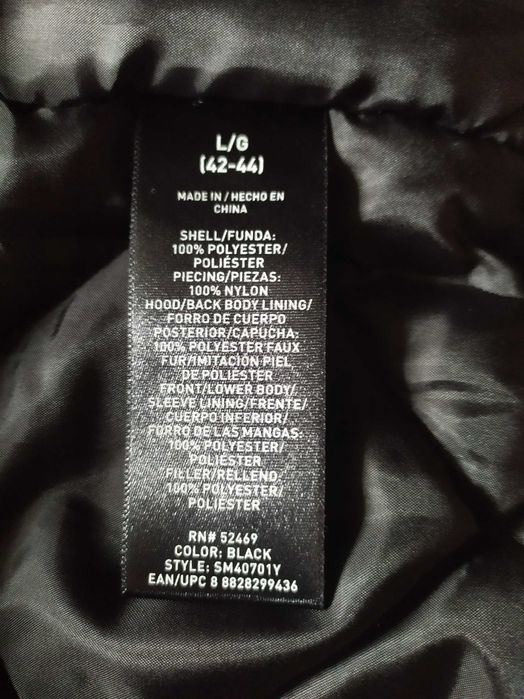 L/G
(42-44)
MADE IN / HECHO EN
CHINA
SHELL/FUNDA:
100% POLYESTER/
POLIÉSTER
PIECING/PIEZAS:
100% NYLON
HOOD/BACK BODY LINING/
FORRO DE CUERPO
POSTERIOR/CAPUCHA:
100% POLYESTER FAUX
FUR/IMITACIÓN PIEL
DE POLIÉSTER
FRONT/LOWER BODY/
SLEEVE LINING/FRENTE/
CUERPO INFERIOR/
FORRO DE LAS MANGAS:
100% POLYESTER/
POLIÉSTER
FILLER/RELLENO:
100% POLYESTER/
POLIÉSTER
RN# 52469
COLOR: BLACK
STYLE: SM40701Y
EAN/UPC 8 8828299436